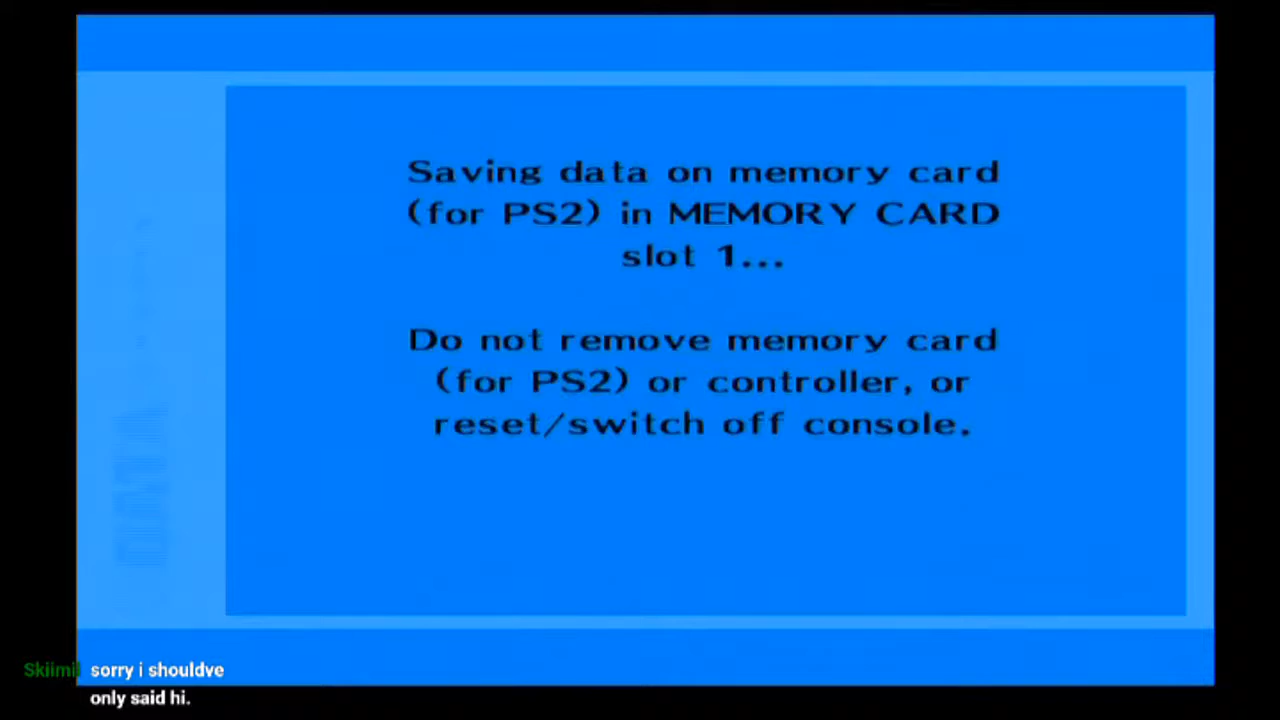 Saving data on memory card
(for PS2) in MEMORY CARD
slot 1...
Do not remove memory card
(for PS2) or controller, or
reset/switch off console.
sorry i shouldve
only said hi.